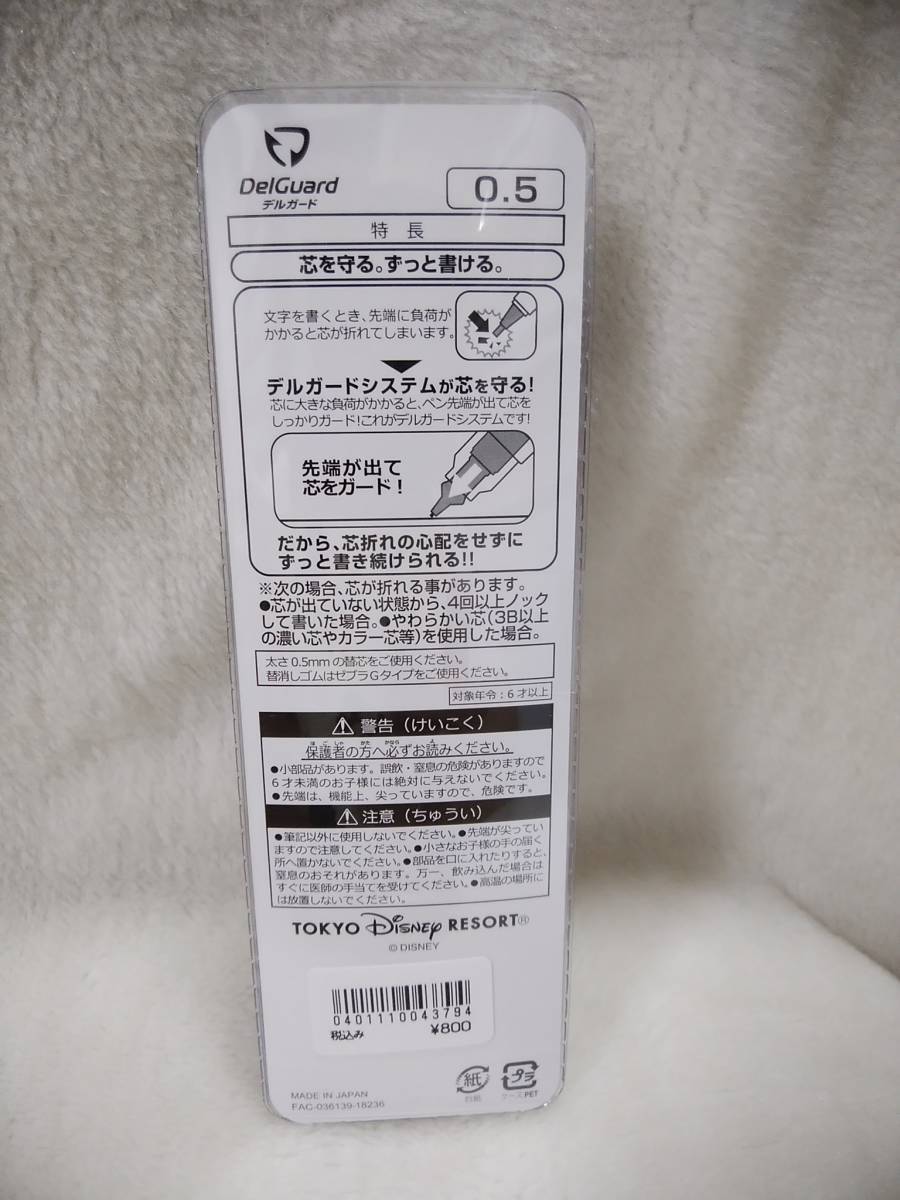 DelGuard
デルガード
0.5
特長
芯を守る。ずっと書ける。
文字を書くとき、先端に負荷が
かかると芯が折れてしまいます。
デルガードシステムが芯を守る!
芯に大きな負荷がかかると、ペン先端が出て芯を
しっかりガード!これがデルガードシステムです!
先端が出て
芯をガード!
だから、芯折れの心配をせずに
ずっと書き続けられる!!
※次の場合、芯が折れる事があります。
●芯が出ていない状態から、4回以上ノック
して書いた場合。●やわらかい芯(3B以上
の濃い芯やカラー芯等)を使用した場合。
太さ0.5mmの替芯をご使用ください。
替消しゴムはゼブラGタイプをご使用ください。
対象年令:6才以上
警告(けいこく)
ほごしゃ かた かなら よ
保護者の方へ必ずお読みください。
●小部品があります。誤飲・窒息の危険がありますので
6才未満のお子様には絶対に与えないでください。
●先端は、機能上、尖っていますので、危険です。
注意(ちゅうい)
●筆記以外に使用しないでください。●先端が尖ってい
ますので注意してください。●小さなお子様の手の届く
所へ置かないでください。●部品を口に入れたりすると、
窒息のおそれがあります。万一、飲み込んだ場合は
すぐに医師の手当てを受けてください。●高温の場所に
は放置しないでください。
TOKYO Disney RESORT®
© DISNEY
0401110043794
税込み ¥800
紙
台紙
プラ
ケースPET
MADE IN JAPAN
FAC-036139-18236